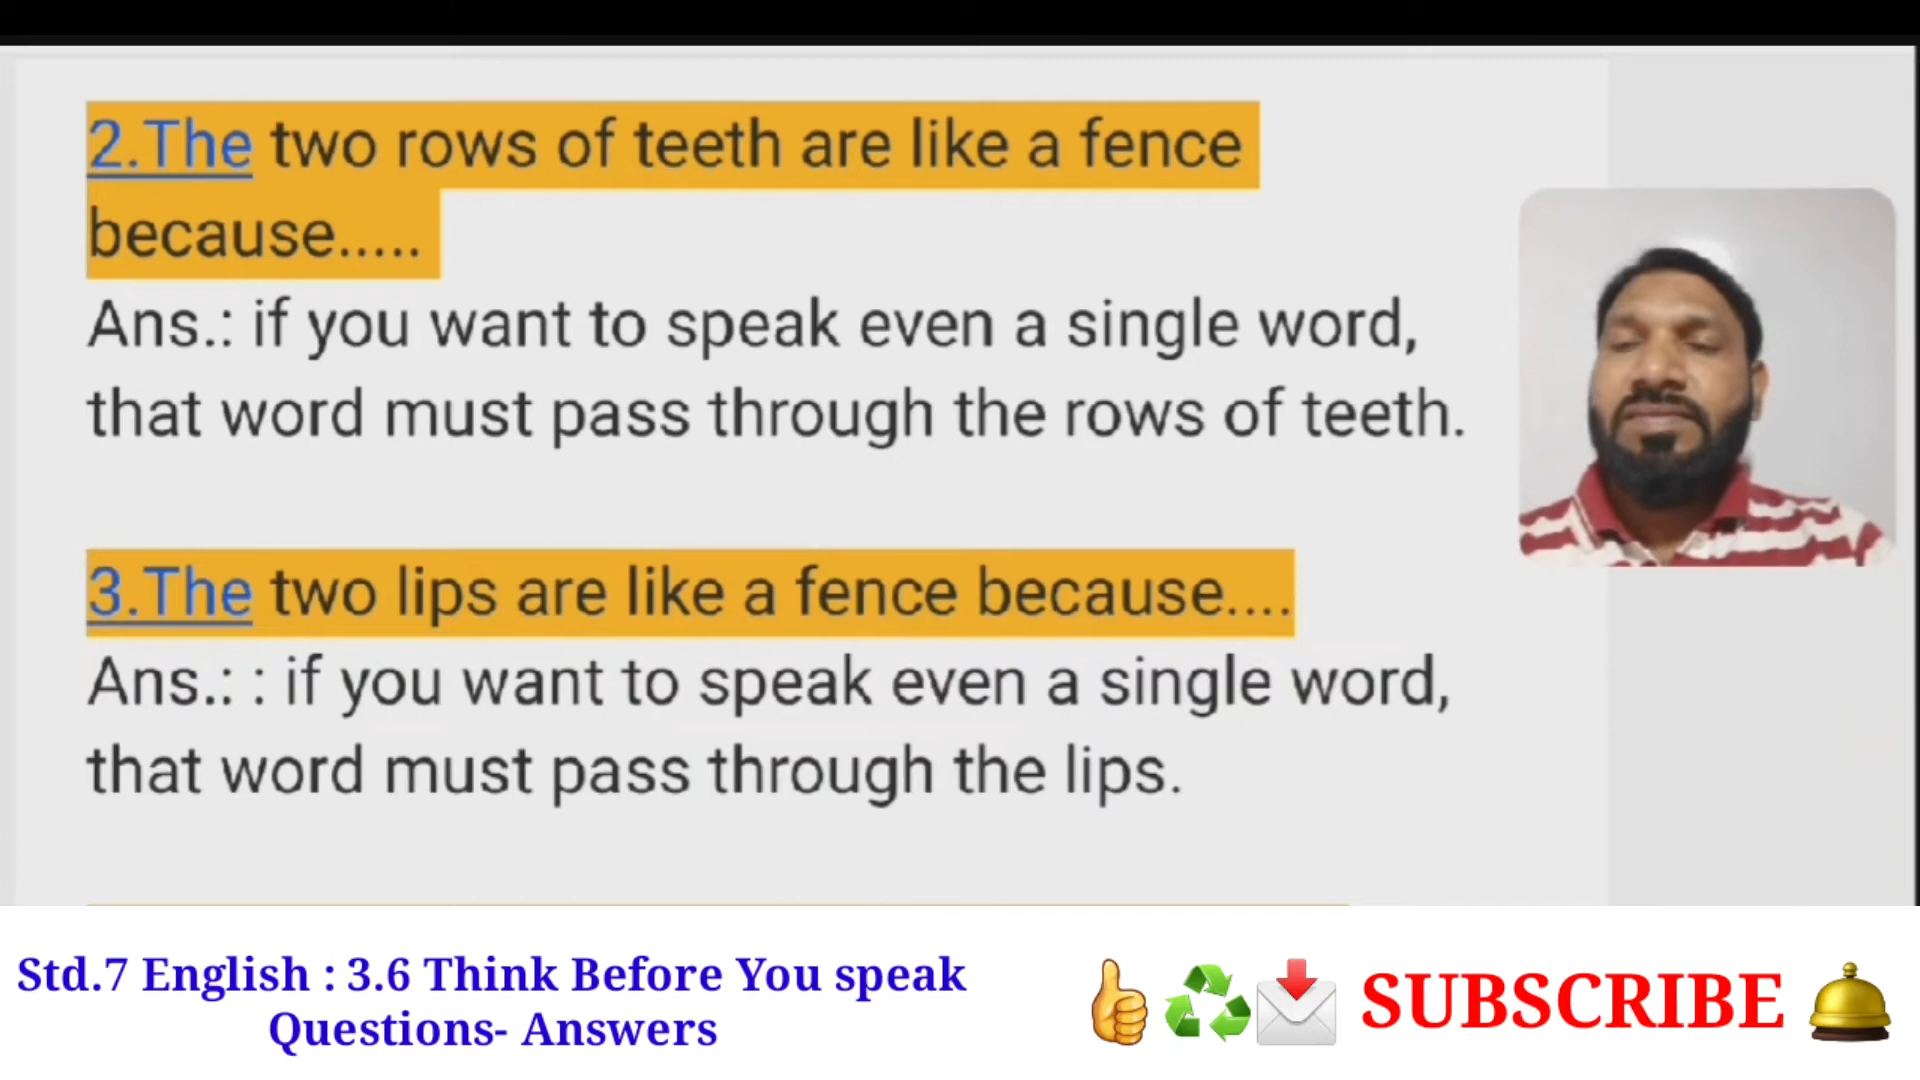 2.The two rows of teeth are like a fence
because.....
Ans.: if you want to speak even a single word,
that word must pass through the rows of teeth.
3.The two lips are like a fence because....
Ans.: : if you want to speak even a single word,
that word must pass through the lips.
Std.7 English : 3.6 Think Before You speak
Questions- Answers
SUBSCRIBE